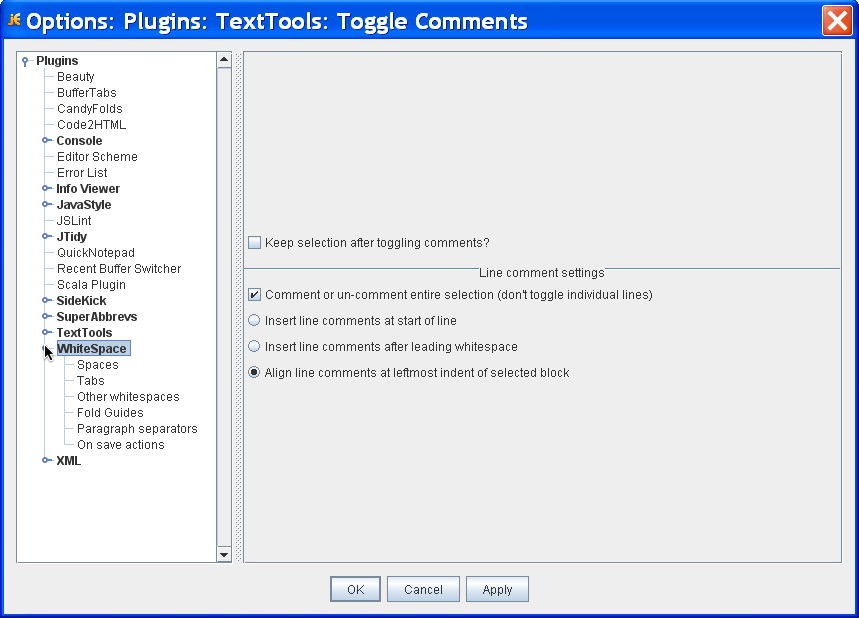 Options: Plugins: TextTools: Toggle Comments
Plugins
Beauty
BufferTabs
CandyFolds
Code2HTML
Console
Editor Scheme
Error List
Info Viewer
JavaStyle
JSLint
JTidy
QuickNotepad
Recent Buffer Switcher
Scala Plugin
SideKick
SuperAbbrevs
TextTools
WhiteSpace
Spaces
Tabs
Other whitespaces
Fold Guides
Paragraph separators
On save actions
XML
Keep selection after toggling comments?
Line comment settings
Comment or un-comment entire selection (don't toggle individual lines)
Insert line comments at start of line
Insert line comments after leading whitespace
Align line comments at leftmost indent of selected block
OK Cancel Apply